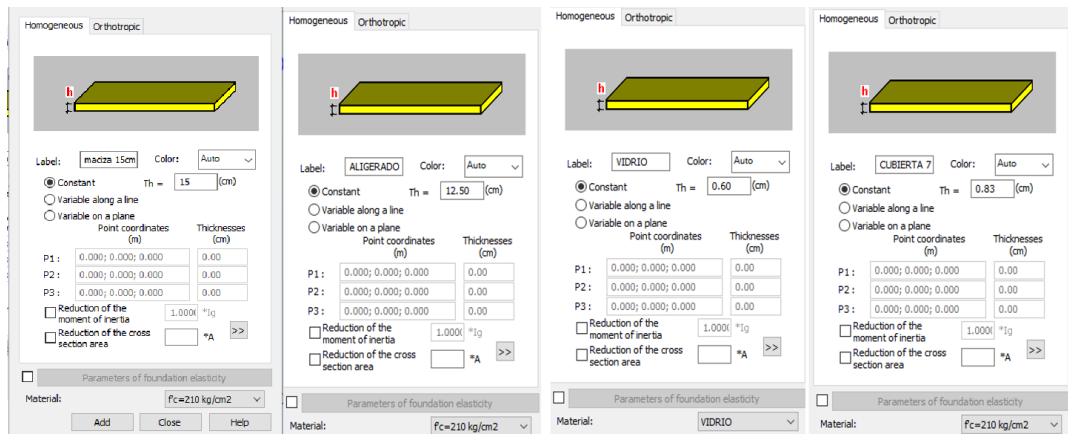 Homogeneous Orthotropic
h
Label: maciza 15cm Color: Auto
Constant Th = 15 (cm)
Variable along a line
Variable on a plane
Point coordinates Thicknesses
(m) (cm)
P1 : 0.000; 0.000; 0.000 0.00
P2 : 0.000; 0.000; 0.000 0.00
P3 : 0.000; 0.000; 0.000 0.00
Reduction of the
moment of inertia 1.000 *Ig
Reduction of the cross
section area *A >>
Parameters of foundation elasticity
Material: f'c=210 kg/cm2
Add Close Help
Homogeneous Orthotropic
h
Label: ALIGERADO Color: Auto
Constant Th = 12.50 (cm)
Variable along a line
Variable on a plane
Point coordinates Thicknesses
(m) (cm)
P1 : 0.000; 0.000; 0.000 0.00
P2 : 0.000; 0.000; 0.000 0.00
P3 : 0.000; 0.000; 0.000 0.00
Reduction of the
moment of inertia 1.000 *Ig
Reduction of the cross
section area *A >>
Parameters of foundation elasticity
Material: f'c=210 kg/cm2
Homogeneous Orthotropic
h
Label: VIDRIO Color: Auto
Constant Th = 0.60 (cm)
Variable along a line
Variable on a plane
Point coordinates Thicknesses
(m) (cm)
P1 : 0.000; 0.000; 0.000 0.00
P2 : 0.000; 0.000; 0.000 0.00
P3 : 0.000; 0.000; 0.000 0.00
Reduction of the
moment of inertia 1.000 *Ig
Reduction of the cross
section area *A >>
Parameters of foundation elasticity
Material: VIDRIO
Homogeneous Orthotropic
h
Label: CUBIERTA 7 Color: Auto
Constant Th = 0.83 (cm)
Variable along a line
Variable on a plane
Point coordinates Thicknesses
(m) (cm)
P1 : 0.000; 0.000; 0.000 0.00
P2 : 0.000; 0.000; 0.000 0.00
P3 : 0.000; 0.000; 0.000 0.00
Reduction of the
moment of inertia 1.000 *Ig
Reduction of the cross
section area *A >>
Parameters of foundation elasticity
Material: f'c=210 kg/cm2